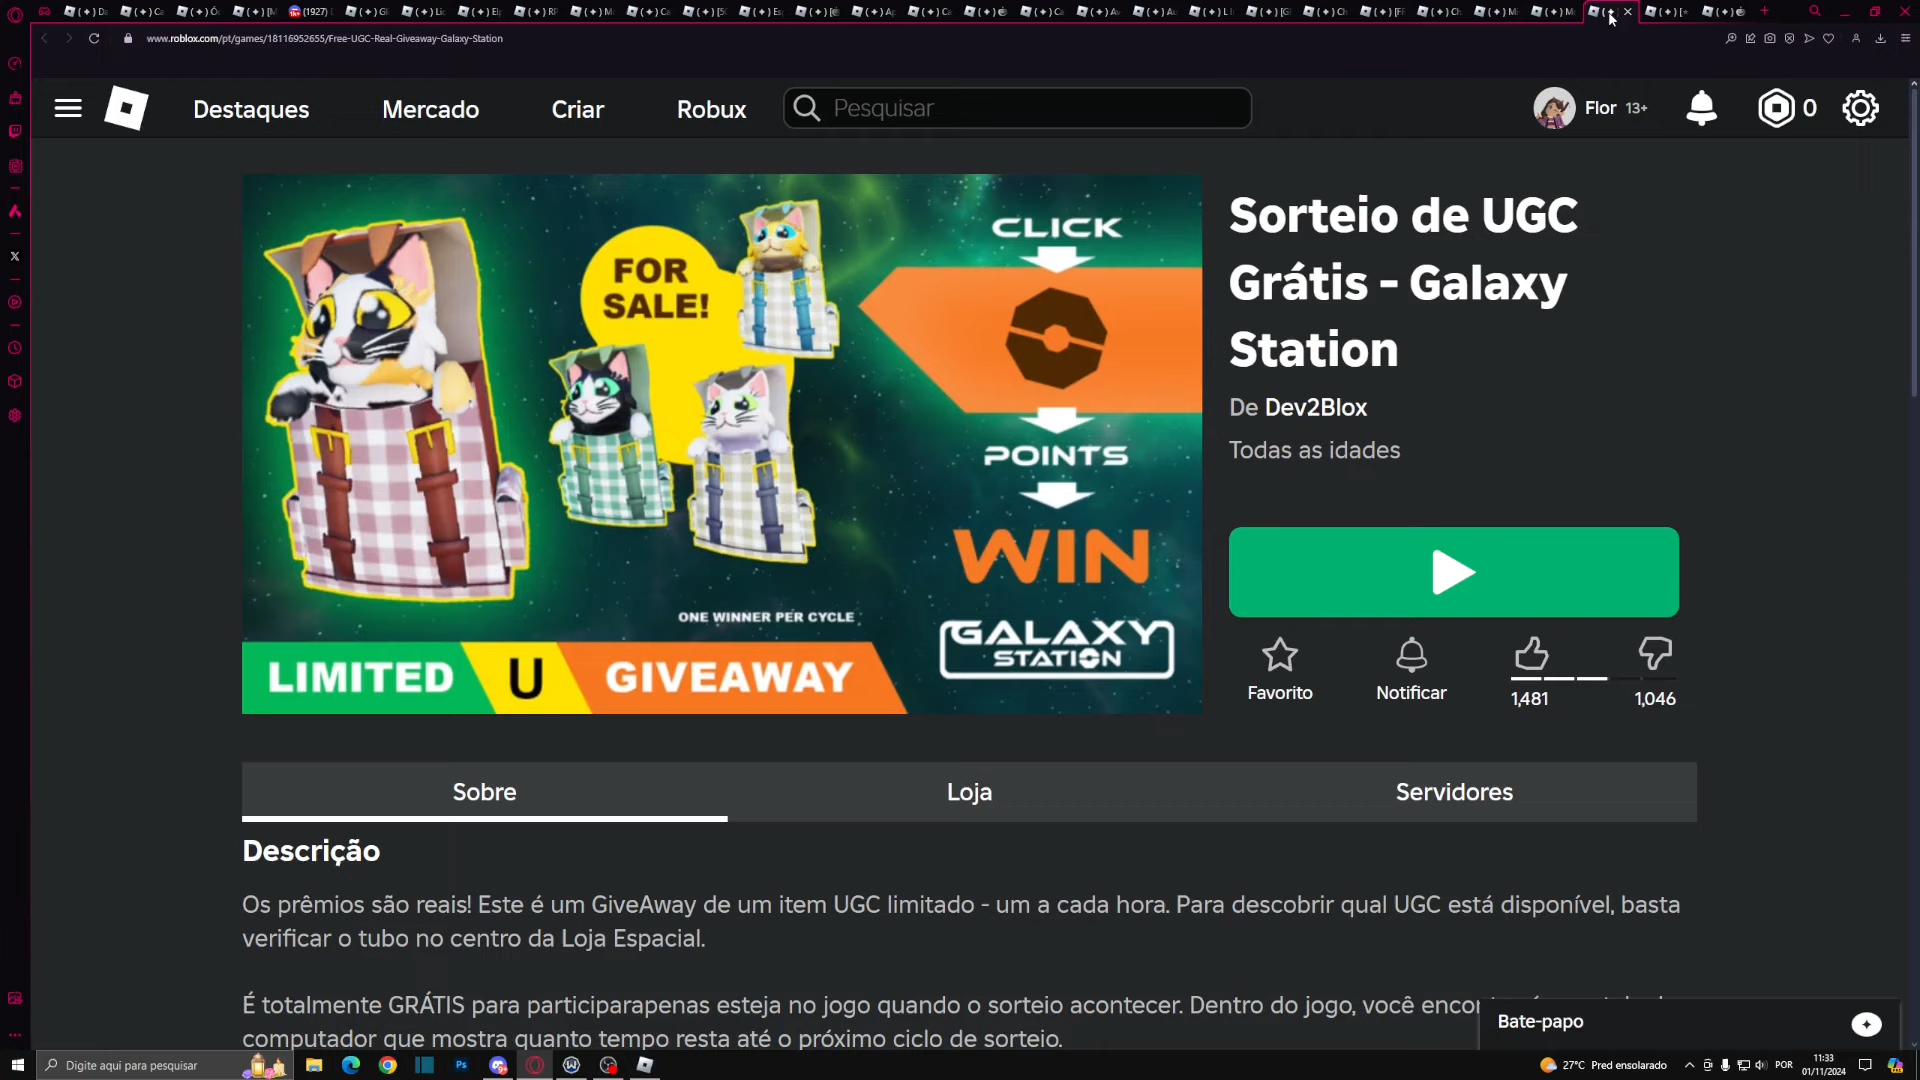 (1927)
www.roblox.com/pt/games/18116952655/Free-UGC-Real-Giveaway-Galaxy-Station
Destaques
Mercado
Criar
Robux
Pesquisar
Flor 13+
0
FOR
SALE!
CLICK
POINTS
WIN
ONE WINNER PER CYCLE
GALAXY
STATION
LIMITED U GIVEAWAY
Sorteio de UGC
Grátis - Galaxy
Station
De Dev2Blox
Todas as idades
Favorito
Notificar
1,481
1,046
Sobre
Loja
Servidores
Descrição
Os prêmios são reais! Este é um GiveAway de um item UGC limitado - um a cada hora. Para descobrir qual UGC está disponível, basta
verificar o tubo no centro da Loja Espacial.
É totalmente GRÁTIS para participarapenas esteja no jogo quando o sorteio acontecer. Dentro do jogo, você
computador que mostra quanto tempo resta até o próximo ciclo de sorteio.
Bate-papo
Digite aqui para pesquisar
Ps
27°C Pred ensolarado
POR
11:33
01/11/2024